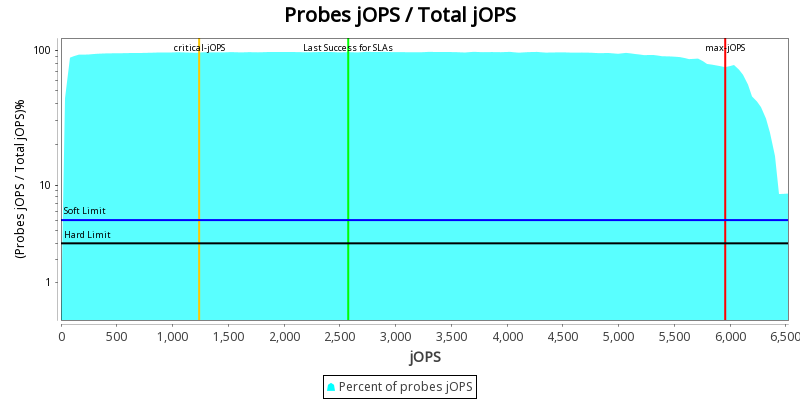 Probes jOPS / Total jOPS
(Probes jOPS / Total jOPS)%
100
10
1
critical-jOPS
Last Success for SLAs
max-jOPS
Soft Limit
Hard Limit
0 500 1,000 1,500 2,000 2,500 3,000 3,500 4,000 4,500 5,000 5,500 6,000 6,500
jOPS
Percent of probes jOPS